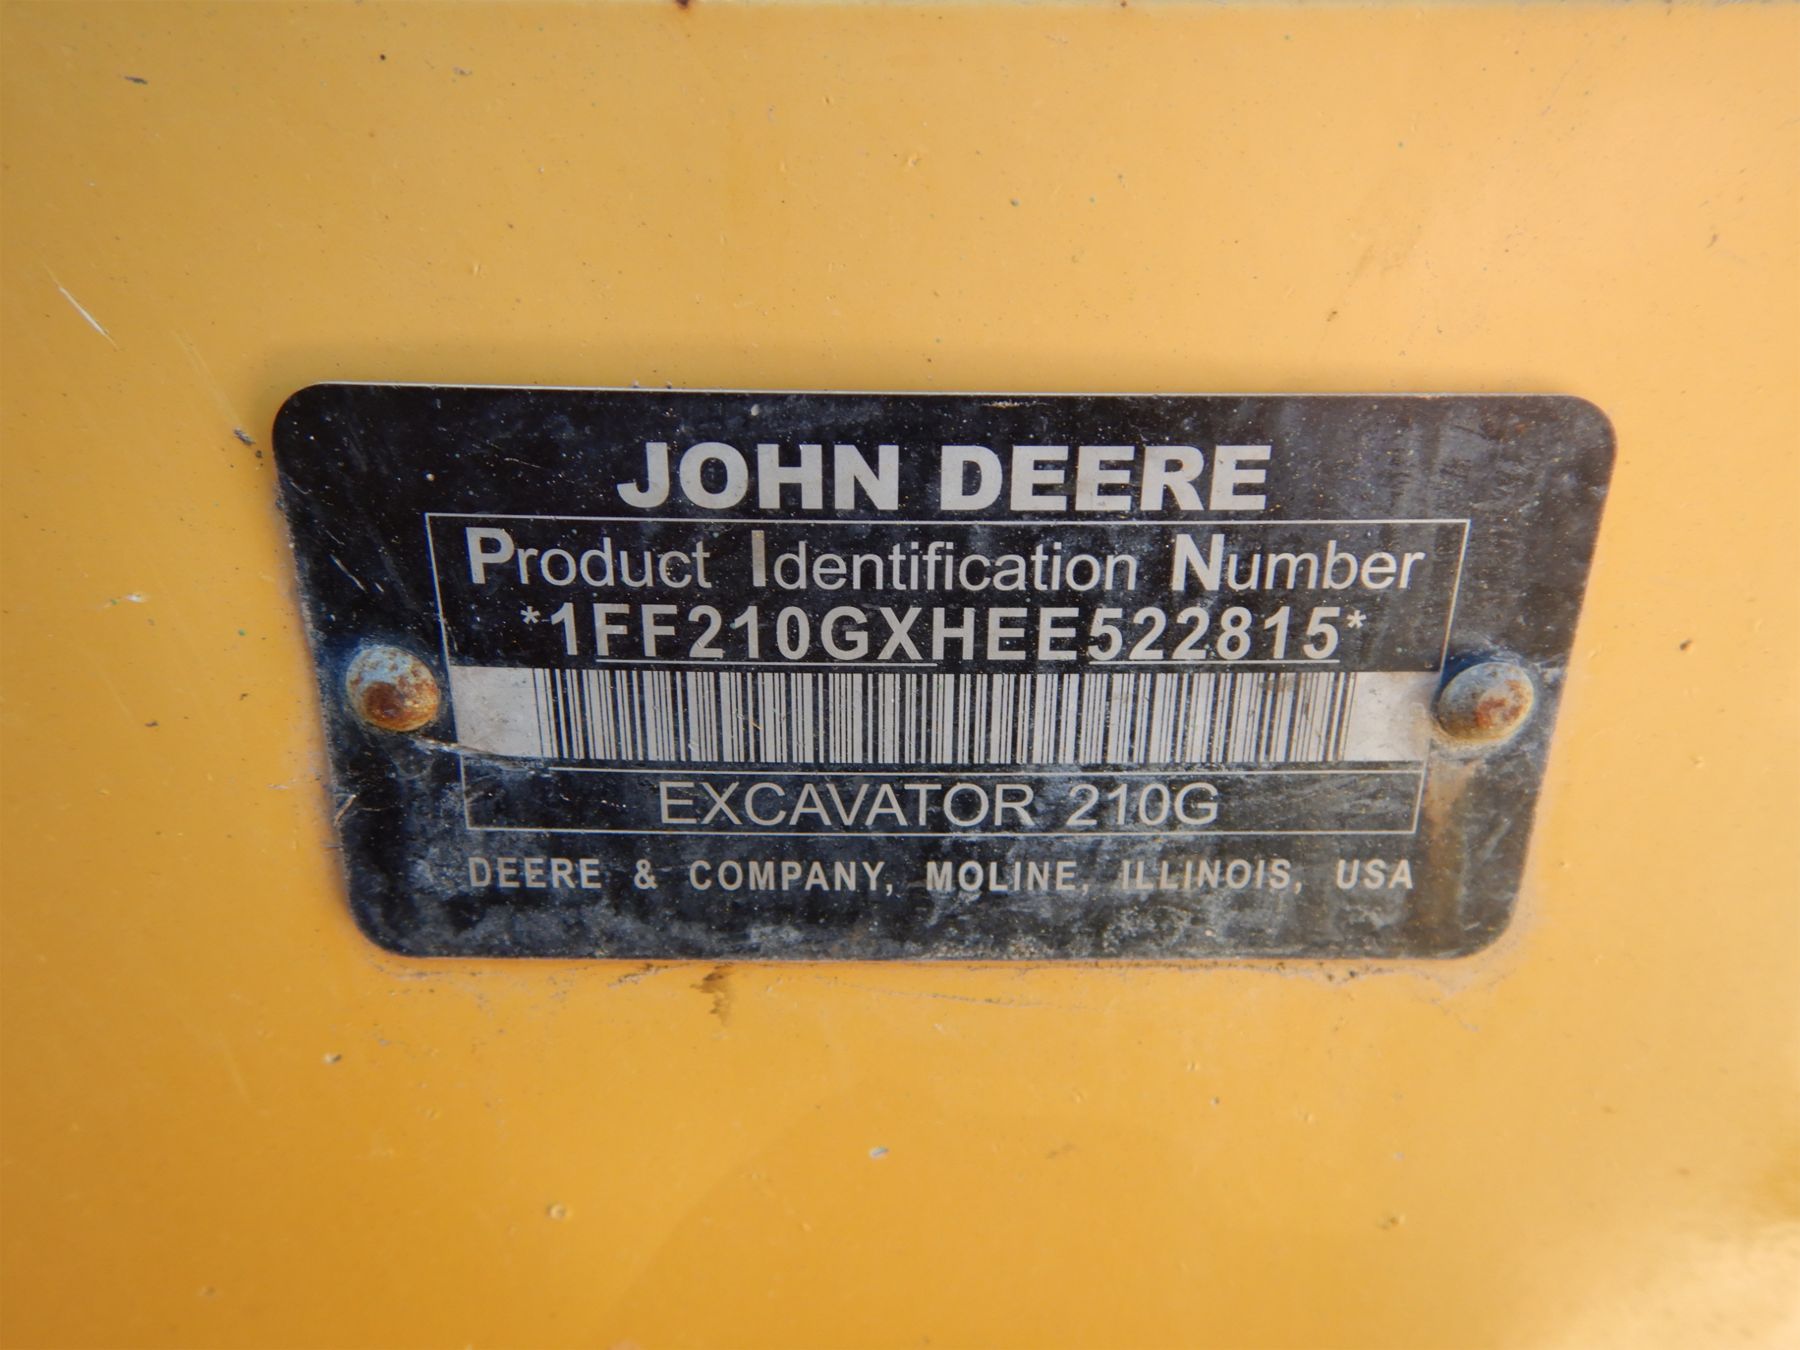 JOHN DEERE
Product Identification Number
*1FF210GXHEE522815*
EXCAVATOR 210G
DEERE & COMPANY, MOLINE, ILLINOIS, USA